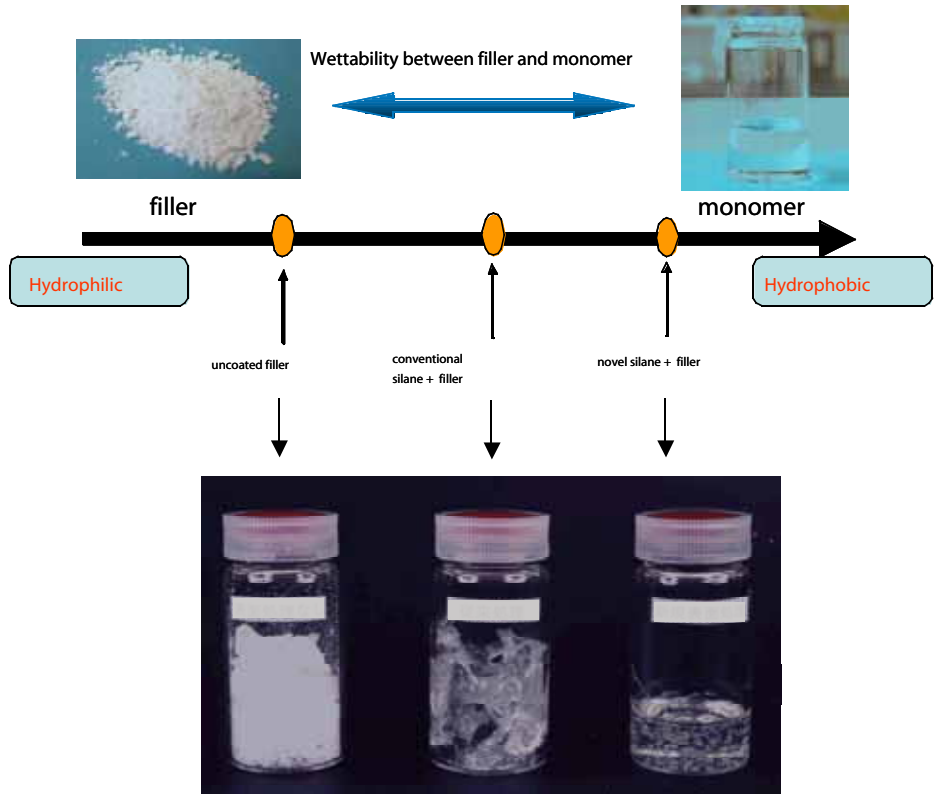 Wettability between filler and monomer
filler
monomer
Hydrophilic
Hydrophobic
uncoated filler
conventional
silane + filler
novel silane + filler